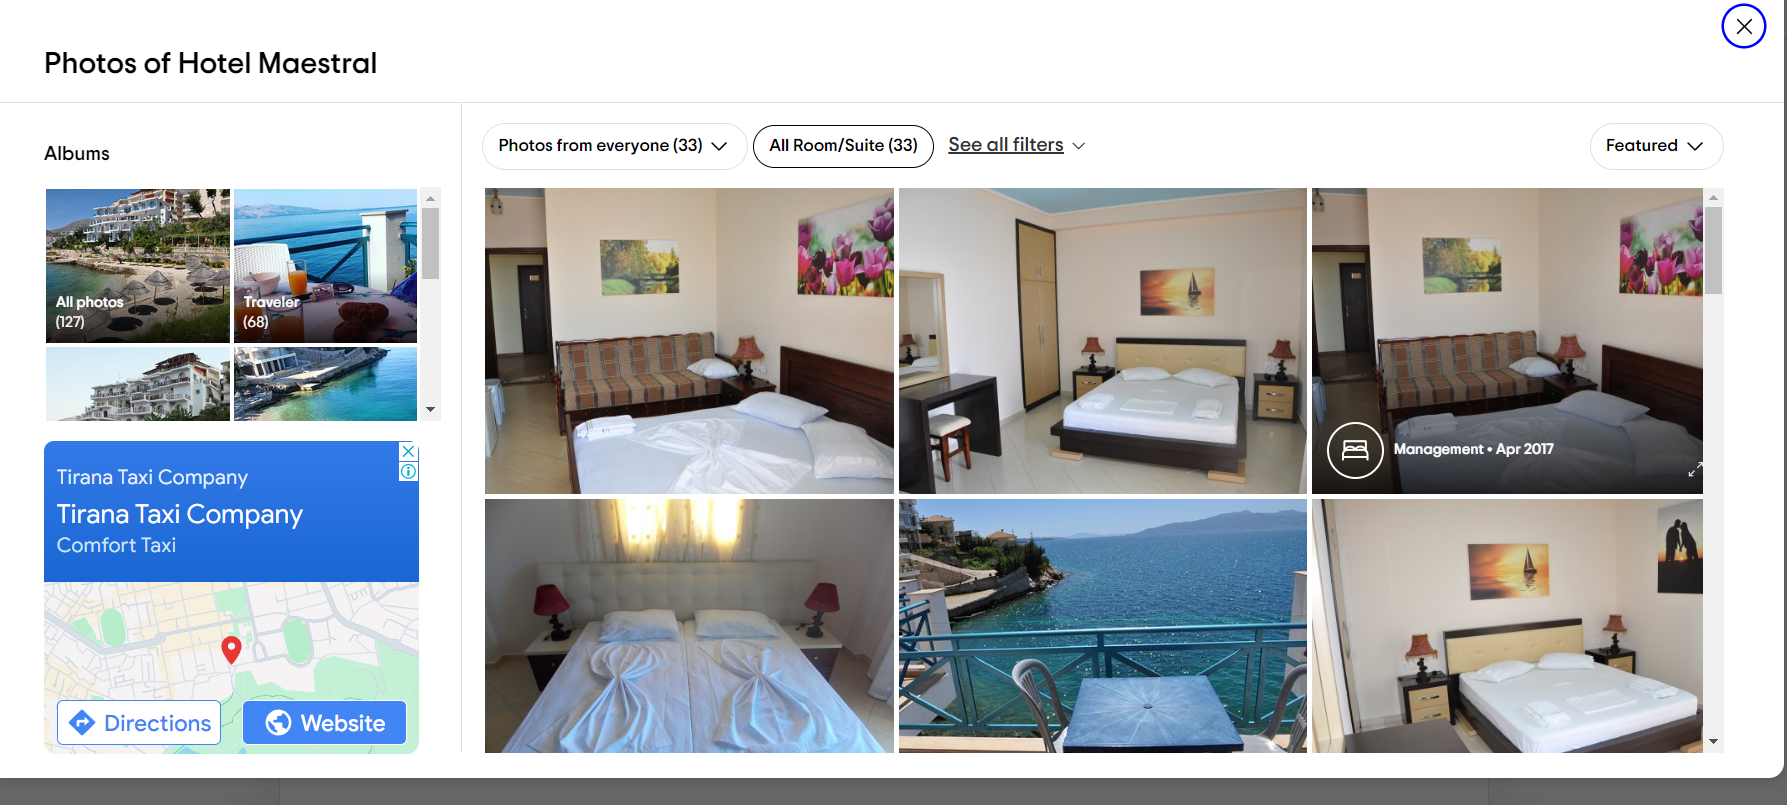 Photos of Hotel Maestral
Albums
All photos
(127)
Traveler
(68)
Tirana Taxi Company
Tirana Taxi Company
Comfort Taxi
Directions
Website
Photos from everyone (33)
All Room/Suite (33)
See all filters
Featured
Management • Apr 2017